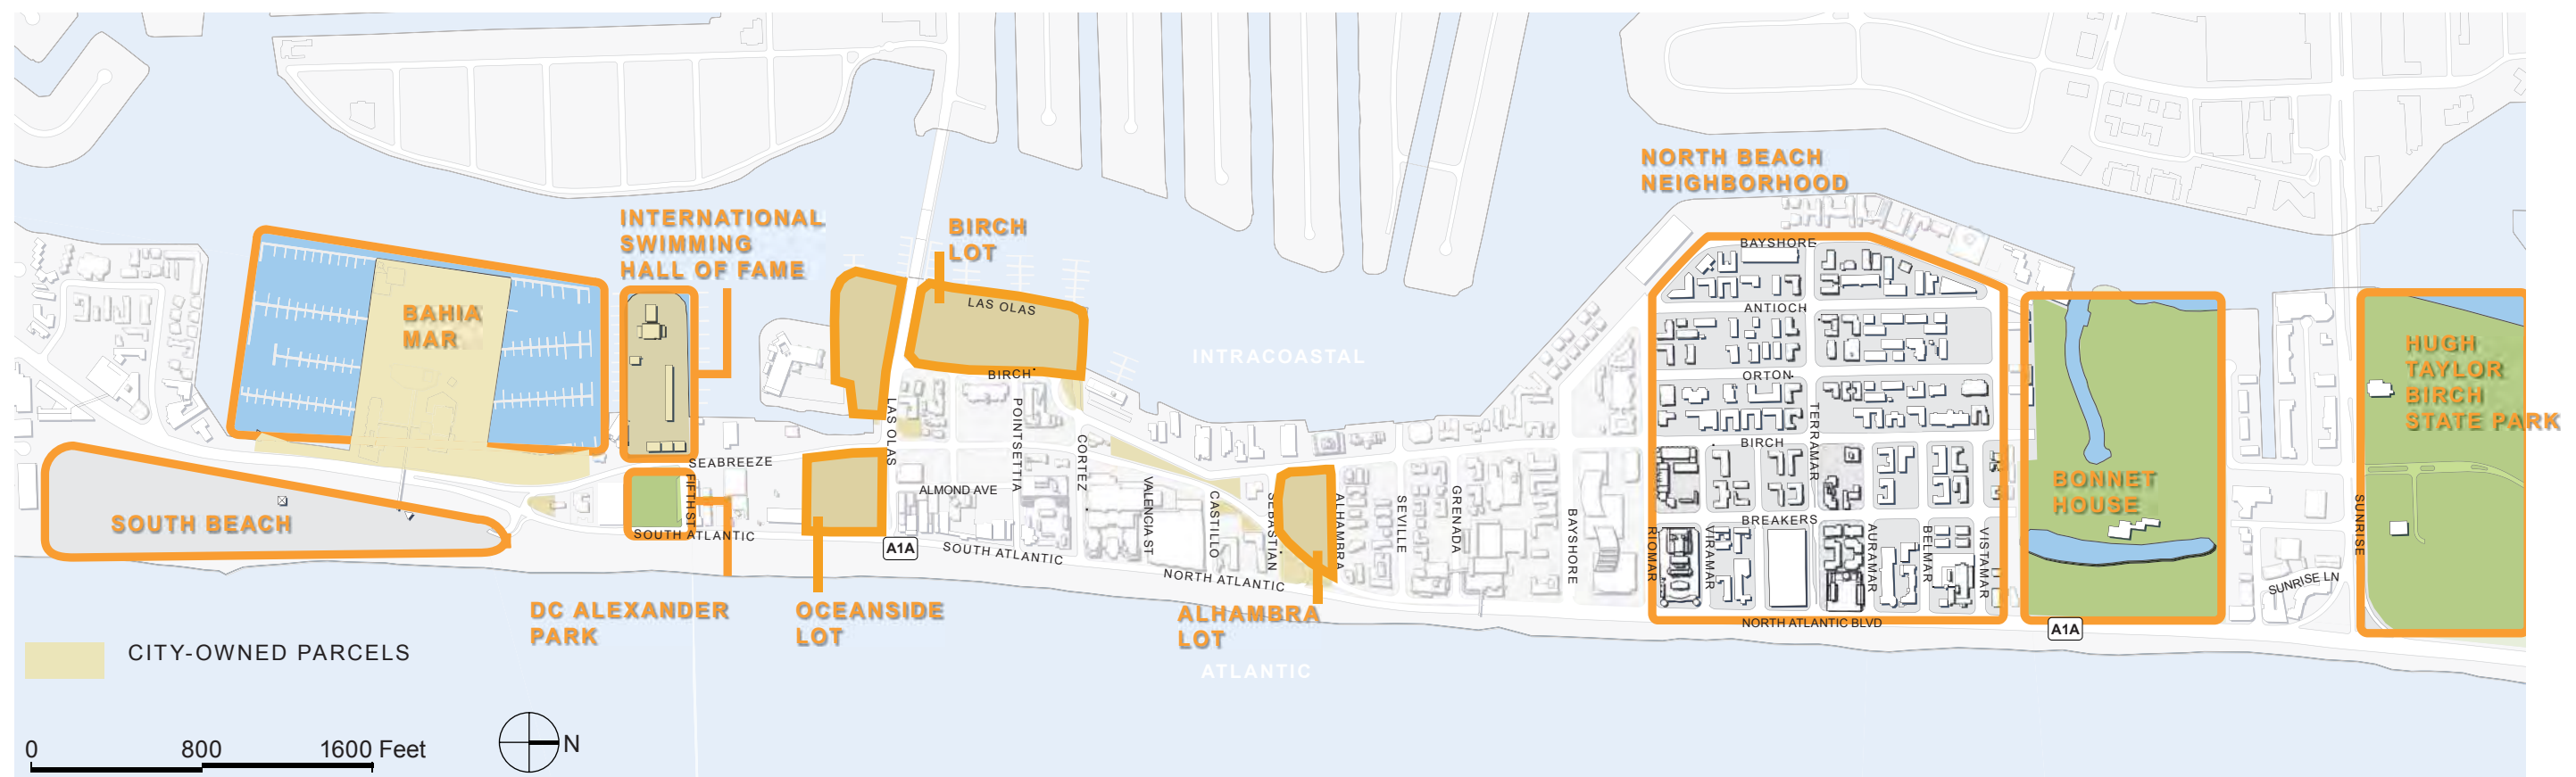 NORTH BEACH
NEIGHBORHOOD
INTERNATIONAL
SWIMMING
HALL OF FAME
BIRCH
LOT
BAYSHORE
LAS OLAS
BAHIA
MAR
ANTIOCH
INTRACOASTAL
HUGH
TAYLOR
BIRCH
STATE PARK
BIRCH
ORTON
LAS OLAS
POINTSETTIA
CORTEZ
TERRAMAR
BIRCH
SEABREEZE
FIFTH ST
ALMOND AVE
VALENCIA ST
CASTILLO
SEBASTIAN
ALHAMBRA
SEVILLE
GRENADA
BAYSHORE
BONNET
HOUSE
SOUTH BEACH
SOUTH ATLANTIC
A1A
SOUTH ATLANTIC
NORTH ATLANTIC
BREAKERS
RIOMAR
VIRAMAR
AURAMAR
BELMAR
VISTAMAR
SUNRISE
SUNRISE LN
DC ALEXANDER
PARK
OCEANSIDE
LOT
ALHAMBRA
LOT
NORTH ATLANTIC BLVD
A1A
ATLANTIC
CITY-OWNED PARCELS
0 800 1600 Feet
N